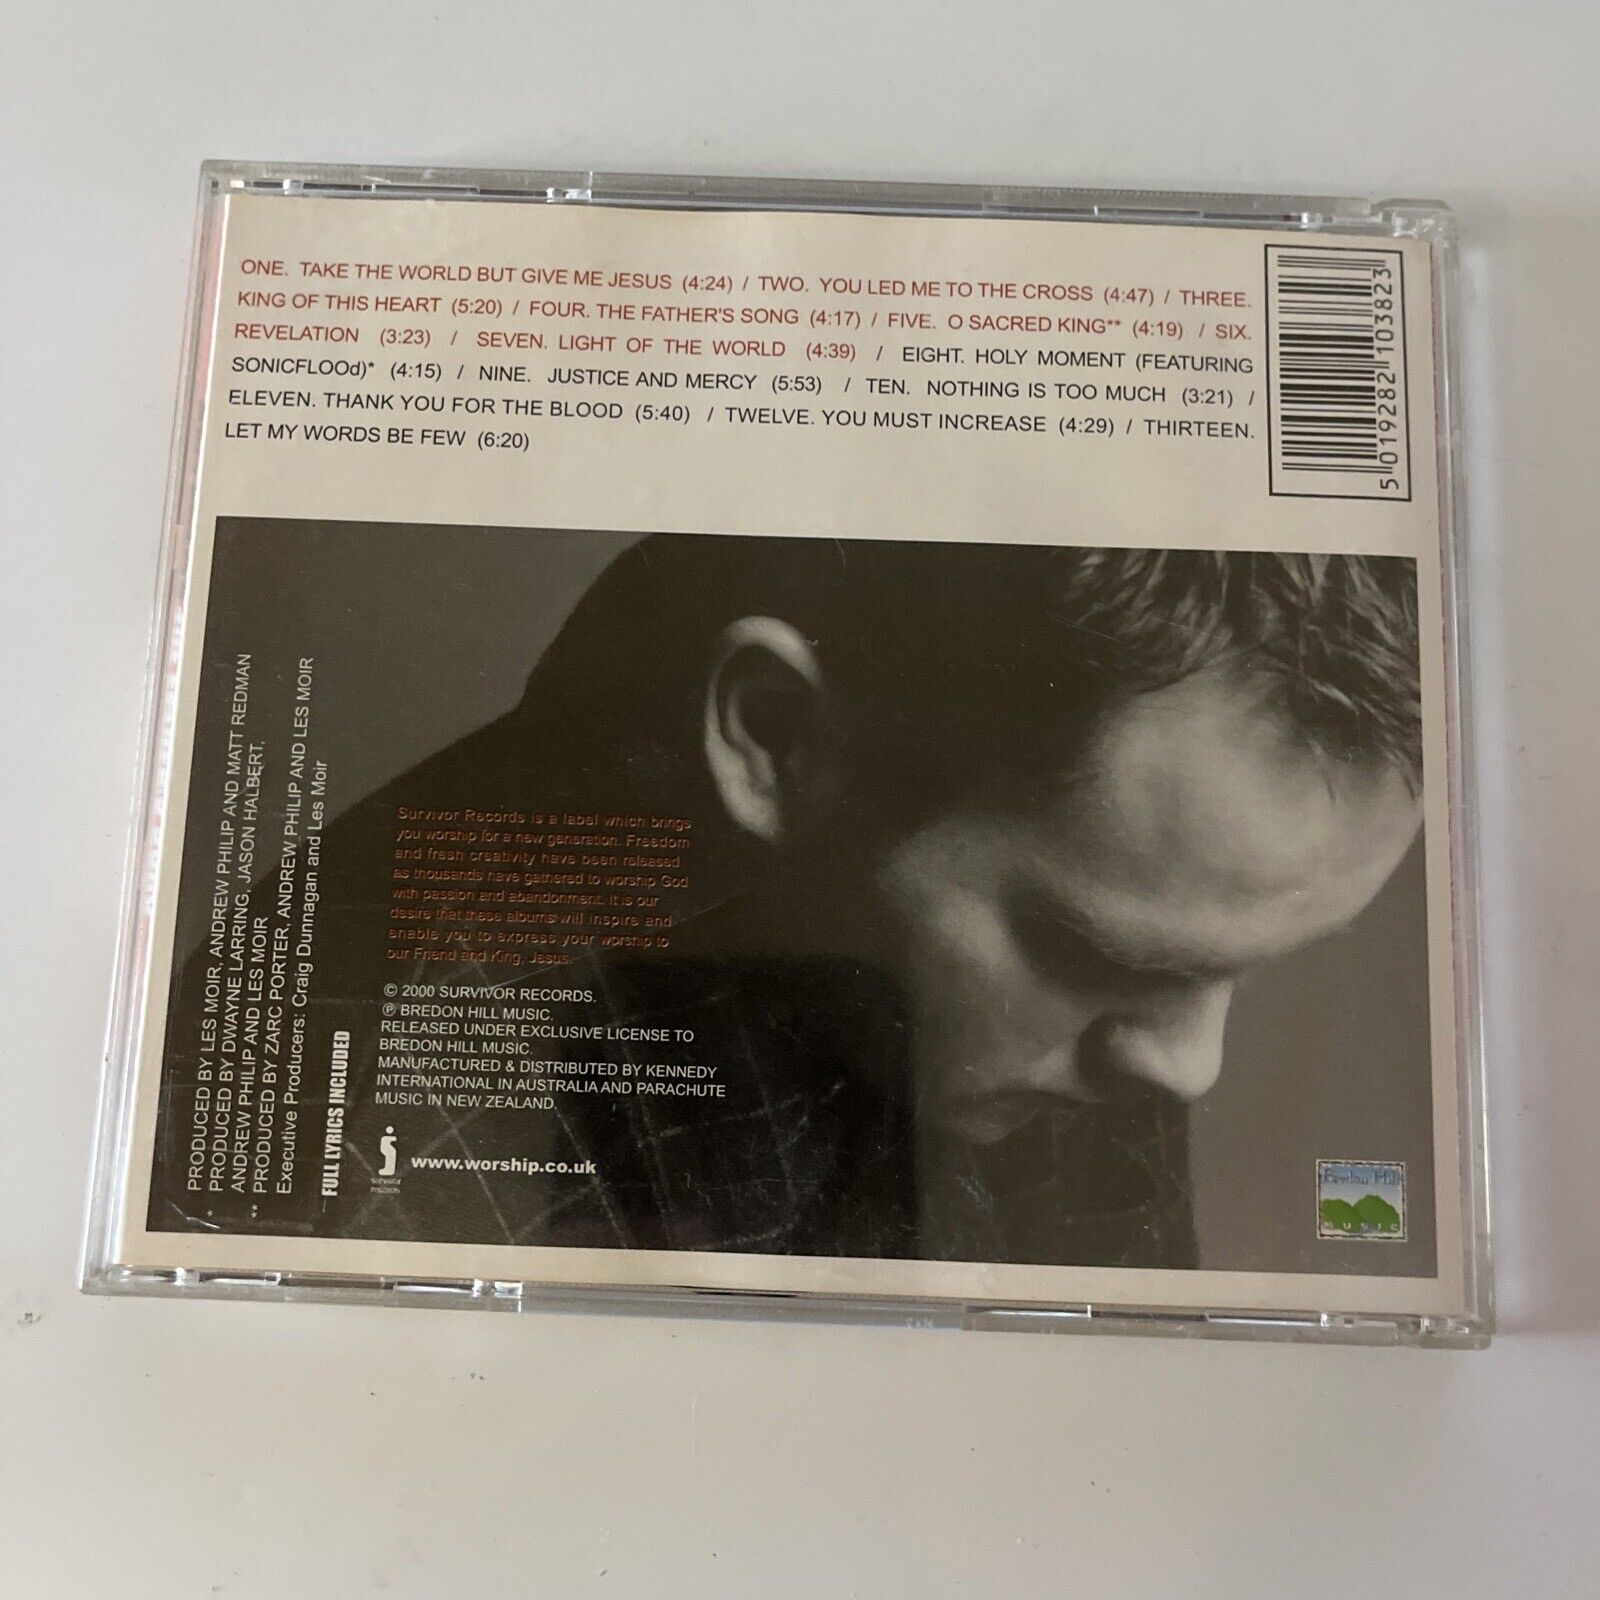 ONE. TAKE THE WORLD BUT GIVE ME JESUS (4:24) / TWO. YOU LED ME TO THE CROSS (4:47) / THREE.
KING OF THIS HEART (5:20) / FOUR. THE FATHER'S SONG (4:17) / FIVE. O SACRED KING** (4:19) / SIX.
REVELATION (3:23) / SEVEN. LIGHT OF THE WORLD (4:39) / EIGHT. HOLY MOMENT (FEATURING
SONICFLOOd)* (4:15) / NINE. JUSTICE AND MERCY (5:53) / TEN. NOTHING IS TOO MUCH (3:21) /
ELEVEN. THANK YOU FOR THE BLOOD (5:40) / TWELVE. YOU MUST INCREASE (4:29) / THIRTEEN.
LET MY WORDS BE FEW (6:20)
5 019282 103823
PRODUCED BY LES MOIR, ANDREW PHILIP AND MATT REDMAN
* PRODUCED BY DWAYNE LARRING, JASON HALBERT,
ANDREW PHILIP AND LES MOIR
** PRODUCED BY ZARC PORTER, ANDREW PHILIP AND LES MOIR
Executive Producers: Craig Dunnagan and Les Moir
FULL LYRICS INCLUDED
Survivor Records is a label which brings
you worship for a new generation. Freedom
and fresh creativity have been released
as thousands have gathered to worship God
with passion and abandonment. It is our
desire that these albums will inspire and
enable you to express your worship to
our Friend and King, Jesus.
© 2000 SURVIVOR RECORDS.
℗ BREDON HILL MUSIC.
RELEASED UNDER EXCLUSIVE LICENSE TO
BREDON HILL MUSIC.
MANUFACTURED & DISTRIBUTED BY KENNEDY
INTERNATIONAL IN AUSTRALIA AND PARACHUTE
MUSIC IN NEW ZEALAND.
survivor
records
www.worship.co.uk
Bredon Hill
music